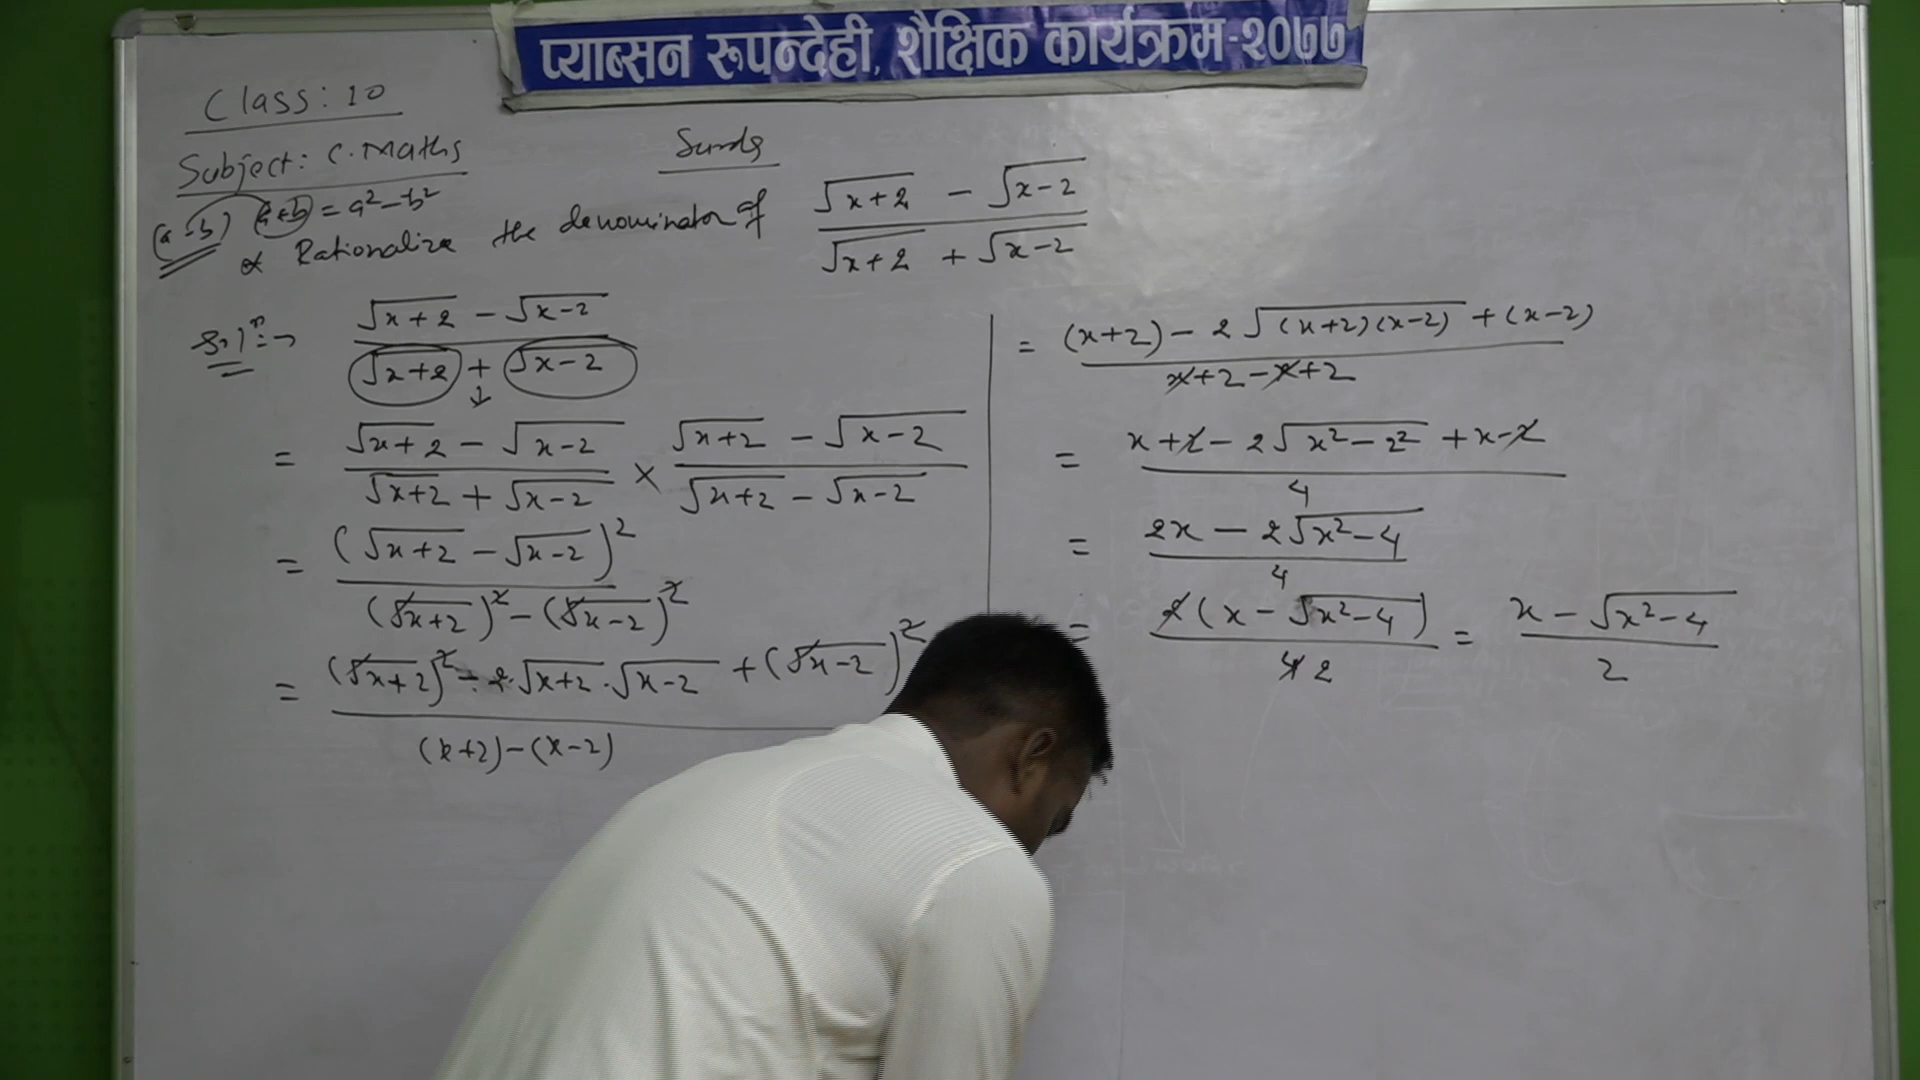 प्याब्सन रूपन्देही, शैक्षिक कार्यक्रम-२०७७
Class: 10
Subject: C. Maths
Surds
(a-b) (a+b) = a²-b²
Rationalize the denominator of (√(x+2) - √(x-2)) / (√(x+2) + √(x-2))
Solⁿ:→ (√(x+2) - √(x-2)) / (√(x+2) + √(x-2))
= (√(x+2) - √(x-2)) / (√(x+2) + √(x-2)) × (√(x+2) - √(x-2)) / (√(x+2) - √(x-2))
= (√(x+2) - √(x-2))² / ((√(x+2))² - (√(x-2))²)
= ((√(x+2))² - 2·√(x+2)·√(x-2) + (√(x-2))²) / ((x+2)-(x-2))
= ((x+2) - 2√((x+2)(x-2)) + (x-2)) / (x+2-x+2)
= (x+2 - 2√(x²-2²) + x-2) / 4
= (2x - 2√(x²-4)) / 4
= 2(x - √(x²-4)) / 4 2 = (x - √(x²-4)) / 2